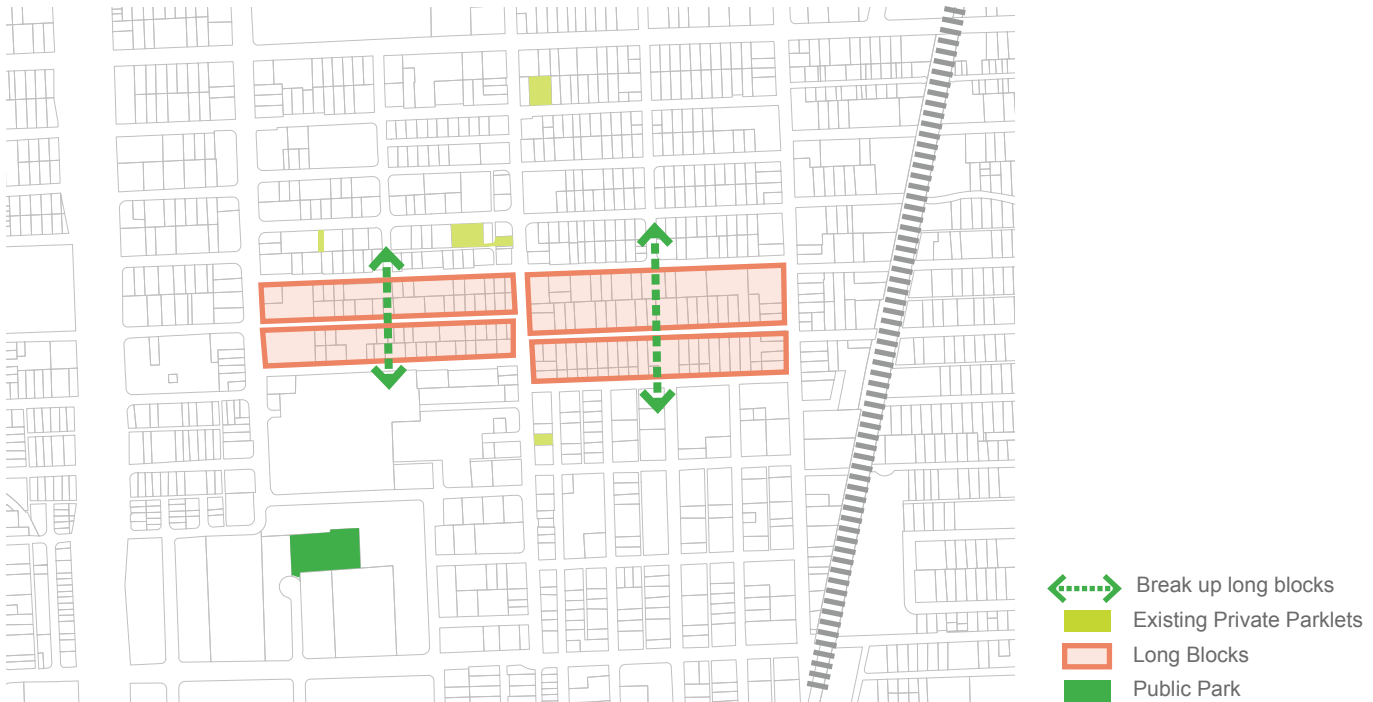 Break up long blocks
Existing Private Parklets
Long Blocks
Public Park